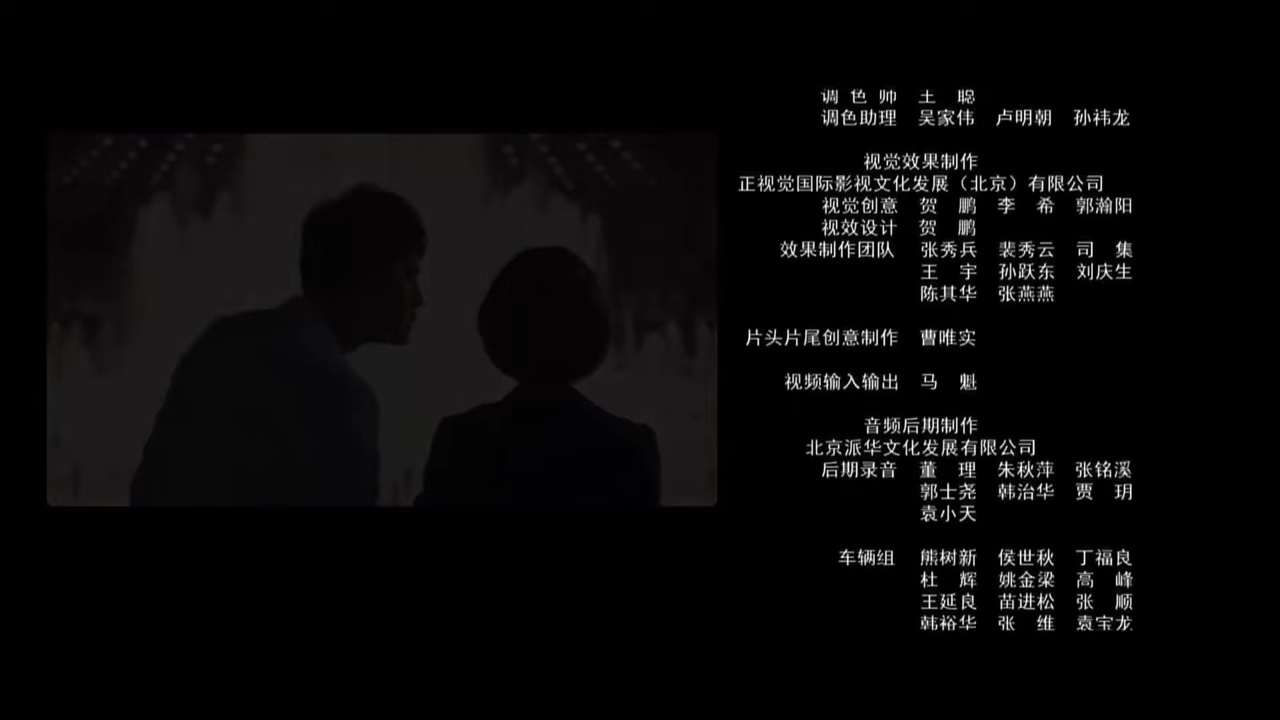 调色师 王聪
调色助理 吴家伟 卢明朝 孙祎龙
视觉效果制作
正视觉国际影视文化发展（北京）有限公司
视觉创意 贺鹏 李希 郭瀚阳
视效设计 贺鹏
效果制作团队 张秀兵 裴秀云 司集
王宇 孙跃东 刘庆生
陈其华 张燕燕
片头片尾创意制作 曹唯实
视频输入输出 马魁
音频后期制作
北京派华文化发展有限公司
后期录音 董理 朱秋萍 张铭溪
郭士尧 韩治华 贾玥
袁小天
车辆组 熊树新 侯世秋 丁福良
杜辉 姚金梁 高峰
王延良 苗进松 张顺
韩裕华 张维 袁宝龙